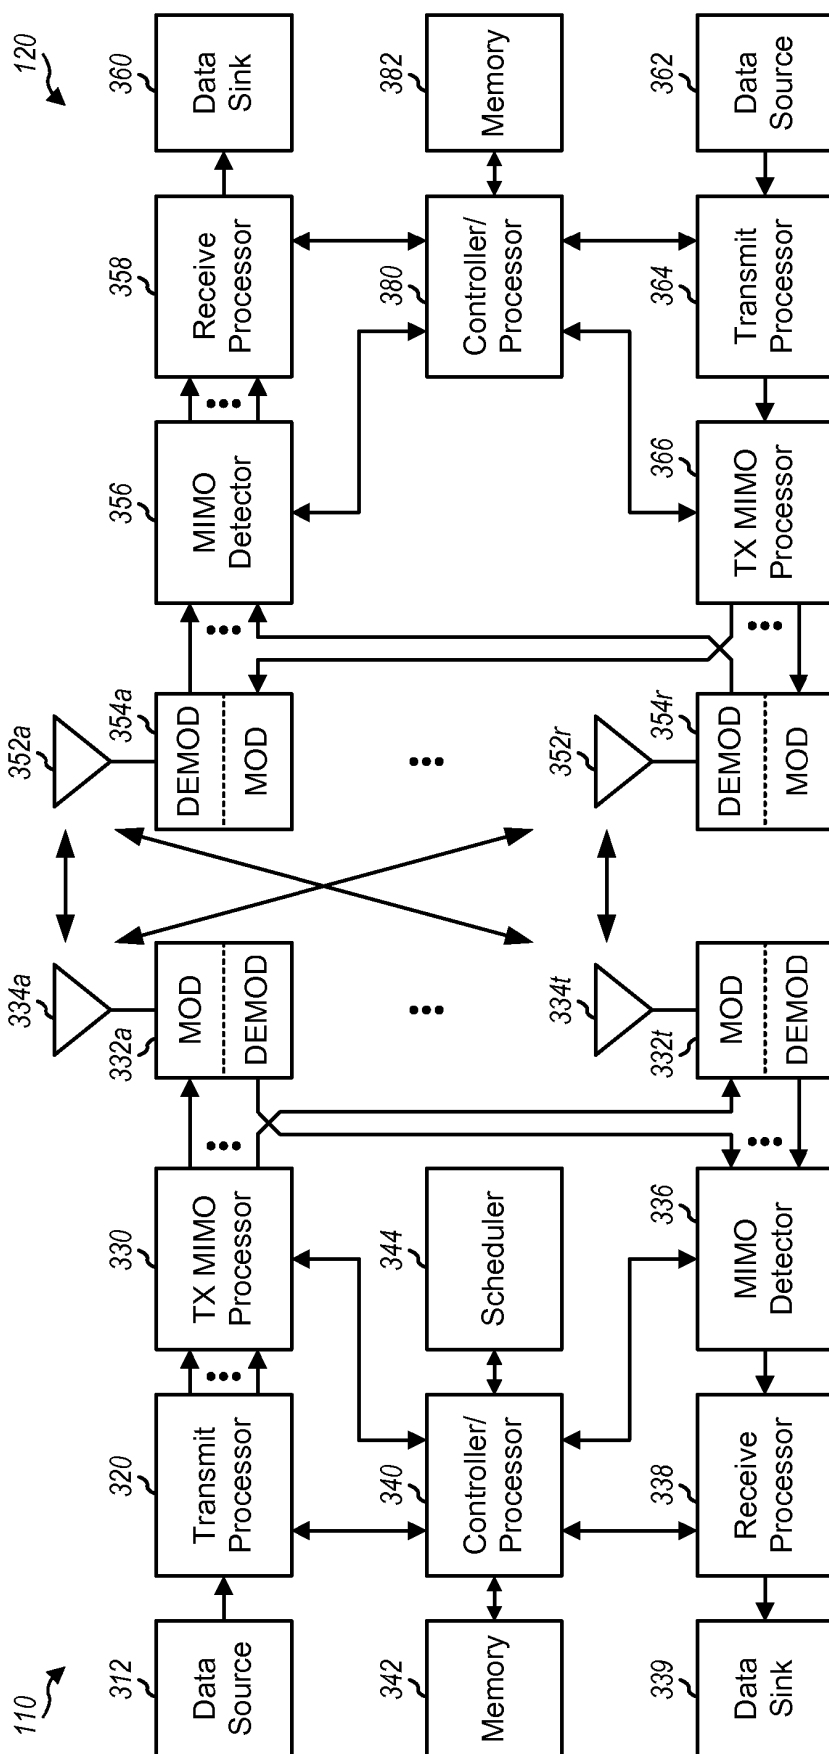 110
120
334a
352a
312
Data
Source
320
Transmit
Processor
330
TX MIMO
Processor
332a
MOD
DEMOD
354a
DEMOD
MOD
356
MIMO
Detector
358
Receive
Processor
360
Data
Sink
342
Memory
340
Controller/
Processor
344
Scheduler
380
Controller/
Processor
382
Memory
334t
352r
339
Data
Sink
338
Receive
Processor
336
MIMO
Detector
332t
MOD
DEMOD
354r
DEMOD
MOD
366
TX MIMO
Processor
364
Transmit
Processor
362
Data
Source